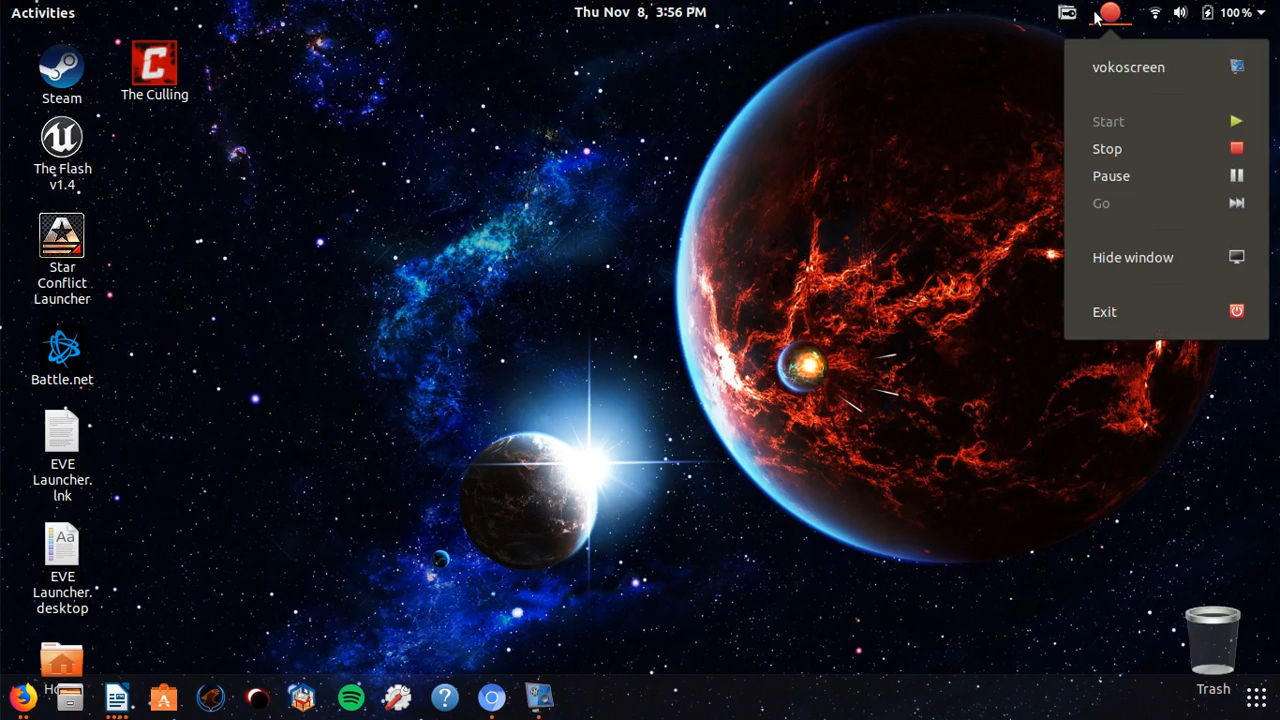 Activities
Thu Nov 8, 3:56 PM
100 %
Steam
The Culling
The Flash
v1.4
Star
Conflict
Launcher
Battle.net
EVE
Launcher.
lnk
Aa
EVE
Launcher.
desktop
vokoscreen
Start
Stop
Pause
Go
Hide window
Exit
Trash